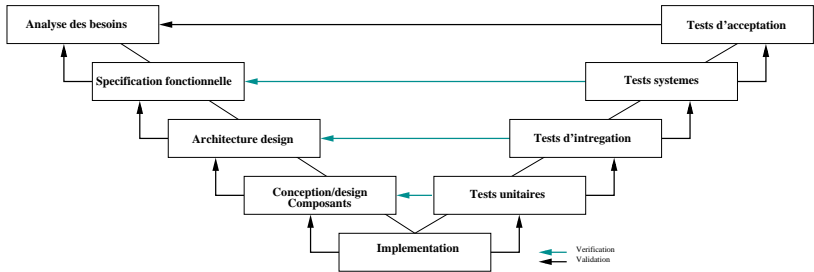 Analyse des besoins
Tests d'acceptation
Specification fonctionnelle
Tests systemes
Architecture design
Tests d'intregation
Conception/design
Composants
Tests unitaires
Implementation
Verification
Validation